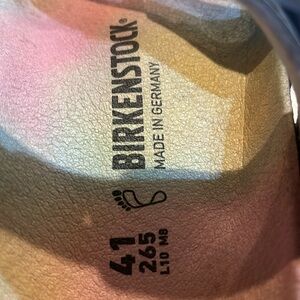 BIRKENSTOCK®
MADE IN GERMANY
41
265
L10 M8